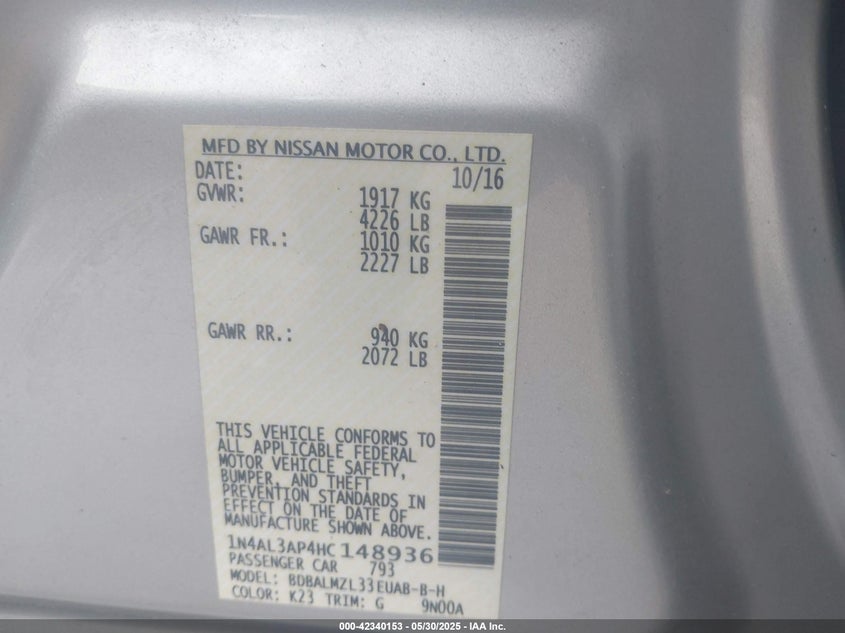 MFD BY NISSAN MOTOR CO., LTD.
DATE: 10/16
GVWR: 1917 KG
4226 LB
GAWR FR.: 1010 KG
2227 LB
GAWR RR.: 940 KG
2072 LB
THIS VEHICLE CONFORMS TO
ALL APPLICABLE FEDERAL
MOTOR VEHICLE SAFETY,
BUMPER, AND THEFT
PREVENTION STANDARDS IN
EFFECT ON THE DATE OF
MANUFACTURE SHOWN ABOVE.
1N4AL3AP4HC148936
PASSENGER CAR 793
MODEL: BDBALMZL33EUAB-B-H
COLOR: K23 TRIM: G 9N00A
000-42340153 - 05/30/2025 - IAA Inc.